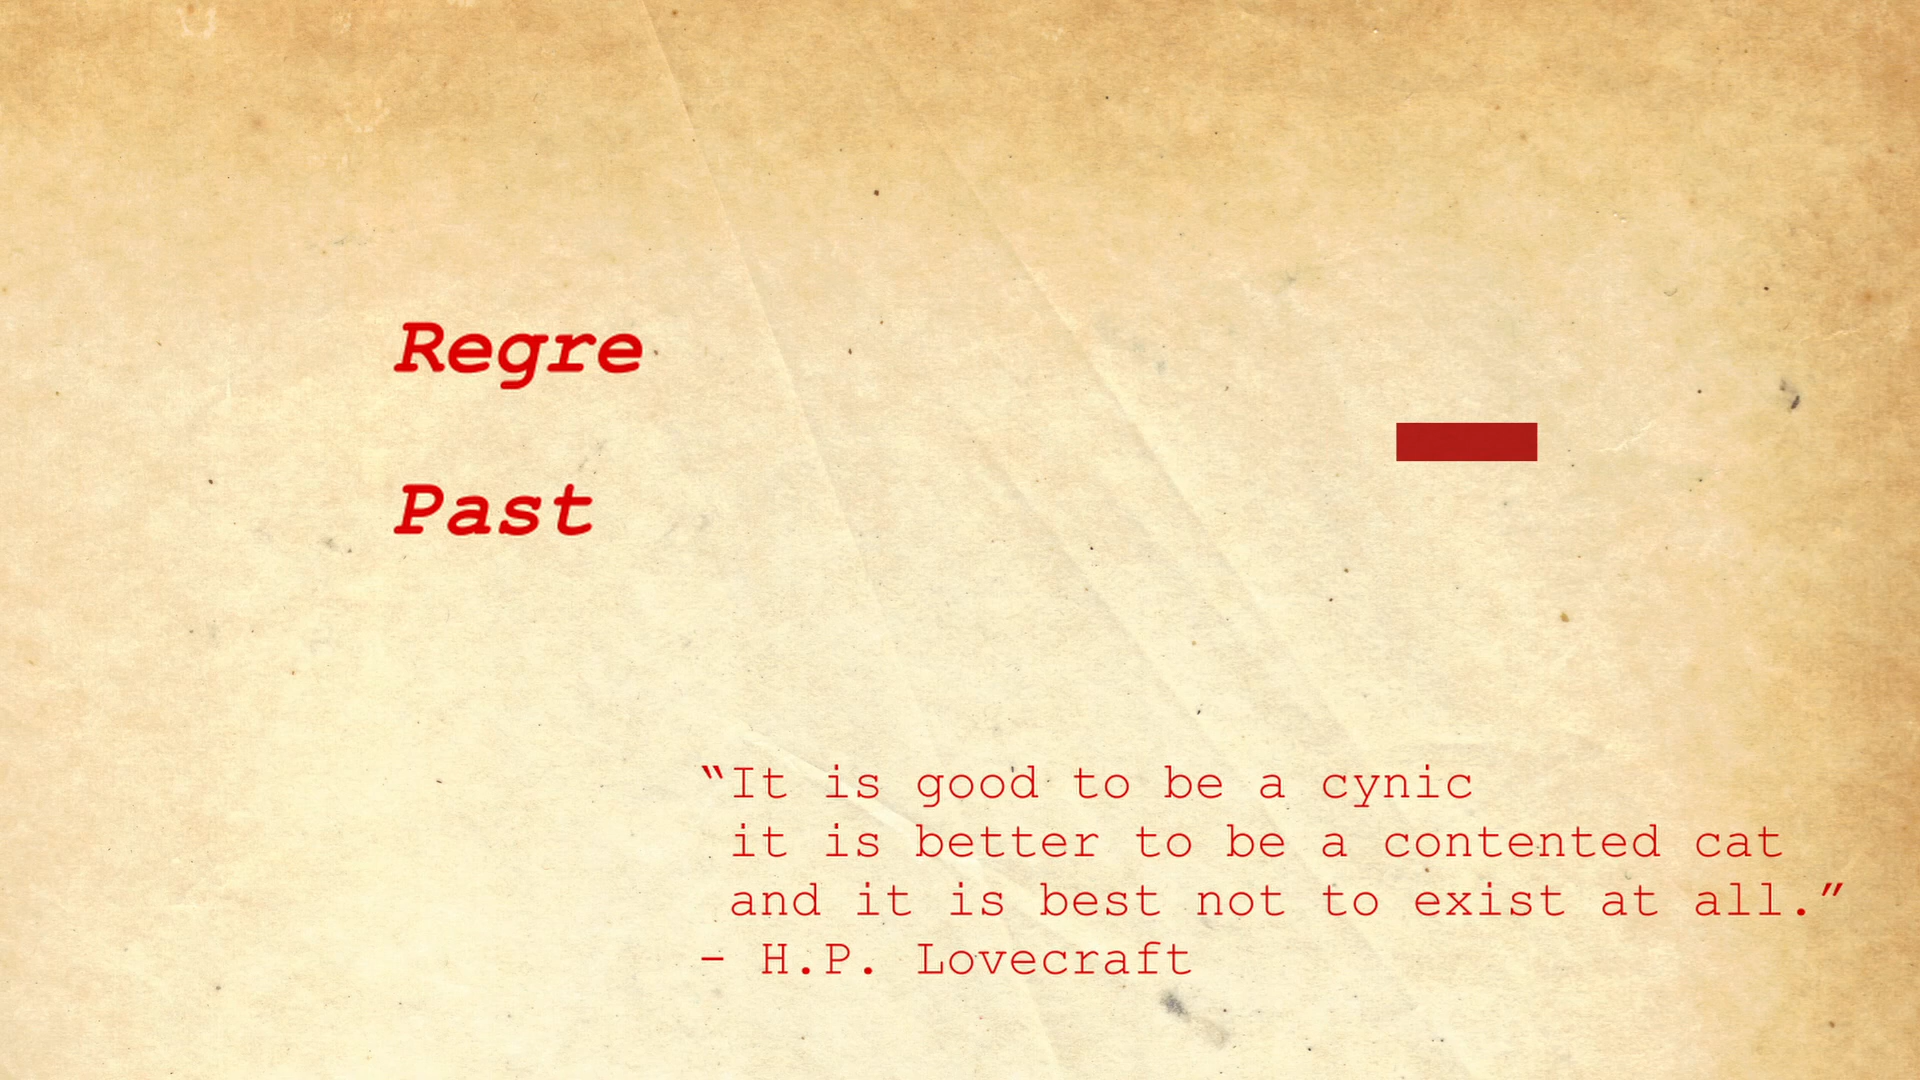 Regre
Past
“It is good to be a cynic
it is better to be a contented cat
and it is best not to exist at all.”
- H.P. Lovecraft